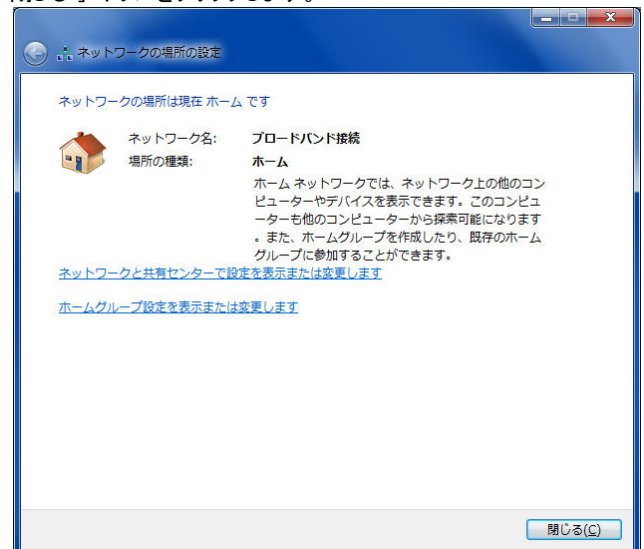 ネットワークの場所の設定
ネットワークの場所は現在 ホーム です
ネットワーク名: ブロードバンド接続
場所の種類: ホーム
ホーム ネットワークでは、ネットワーク上の他のコン
ピューターやデバイスを表示できます。このコンピュ
ーターも他のコンピューターから探索可能になります
。また、ホームグループを作成したり、既存のホーム
グループに参加することができます。
ネットワークと共有センターで設定を表示または変更します
ホームグループ設定を表示または変更します
閉じる(C)